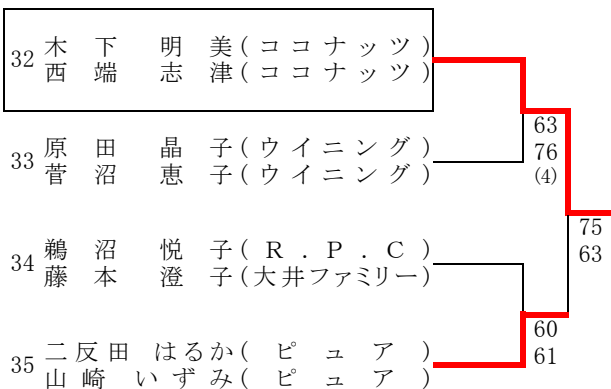 32 木下 明美(ココナッツ)
西端 志津(ココナッツ)
63
76
(4)
33 原田 晶子(ウイニング)
菅沼 恵子(ウイニング)
75
63
34 鵜沼 悦子(R.P.C)
藤本 澄子(大井ファミリー)
60
61
35 二反田 はるか(ピュア)
山崎 いずみ(ピュア)